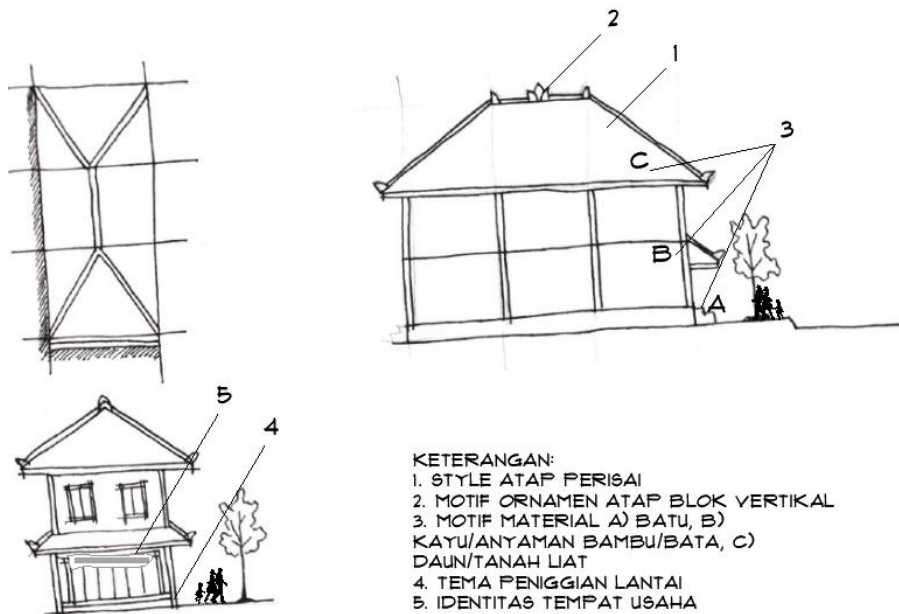 2
1
3
C
B
A
5
4
KETERANGAN:
1. STYLE ATAP PERISAI
2. MOTIF ORNAMEN ATAP BLOK VERTIKAL
3. MOTIF MATERIAL A) BATU, B)
KAYU/ANYAMAN BAMBU/BATA, C)
DAUN/TANAH LIAT
4. TEMA PENIGGIAN LANTAI
5. IDENTITAS TEMPAT USAHA